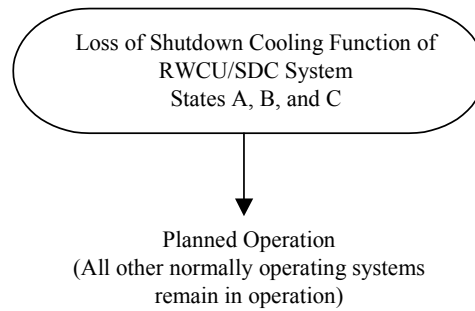 Loss of Shutdown Cooling Function of
RWCU/SDC System
States A, B, and C
Planned Operation
(All other normally operating systems
remain in operation)